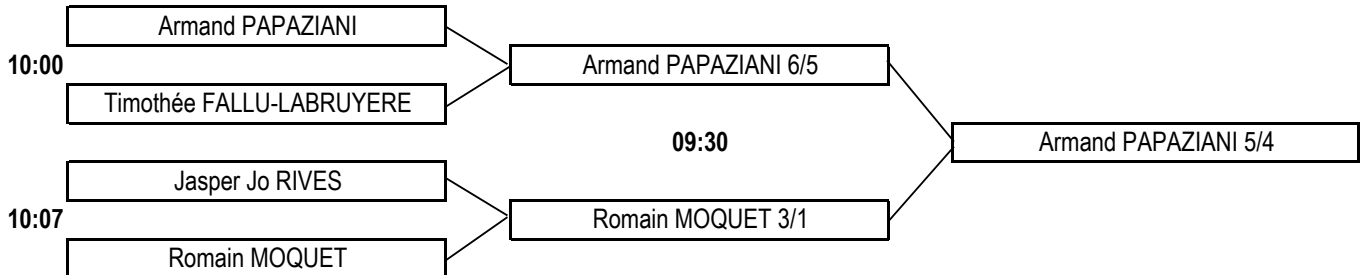 Armand PAPAZIANI
10:00
Armand PAPAZIANI 6/5
Timothée FALLU-LABRUYERE
09:30
Armand PAPAZIANI 5/4
Jasper Jo RIVES
10:07
Romain MOQUET 3/1
Romain MOQUET